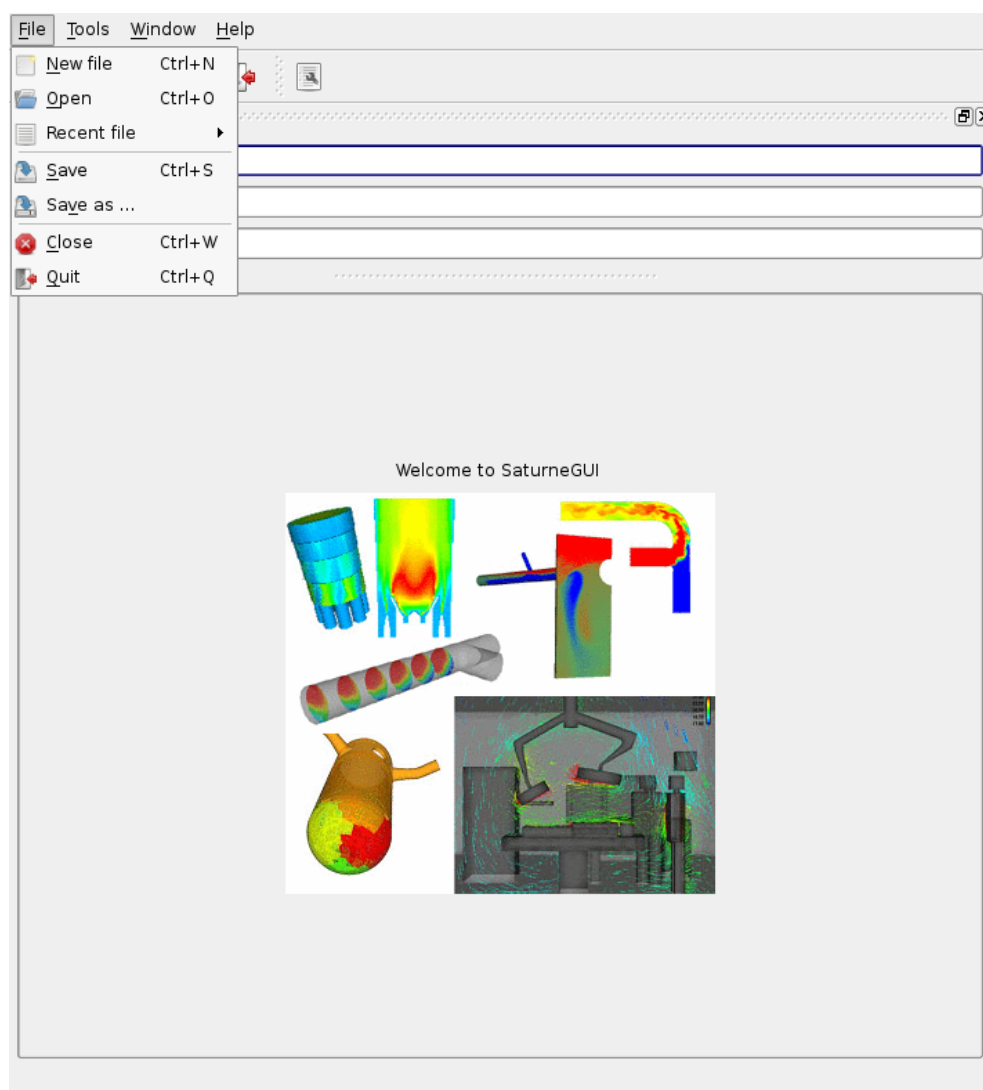 File Tools Window Help
New file Ctrl+N
Open Ctrl+O
Recent file
Save Ctrl+S
Save as ...
Close Ctrl+W
Quit Ctrl+Q
Welcome to SaturneGUI